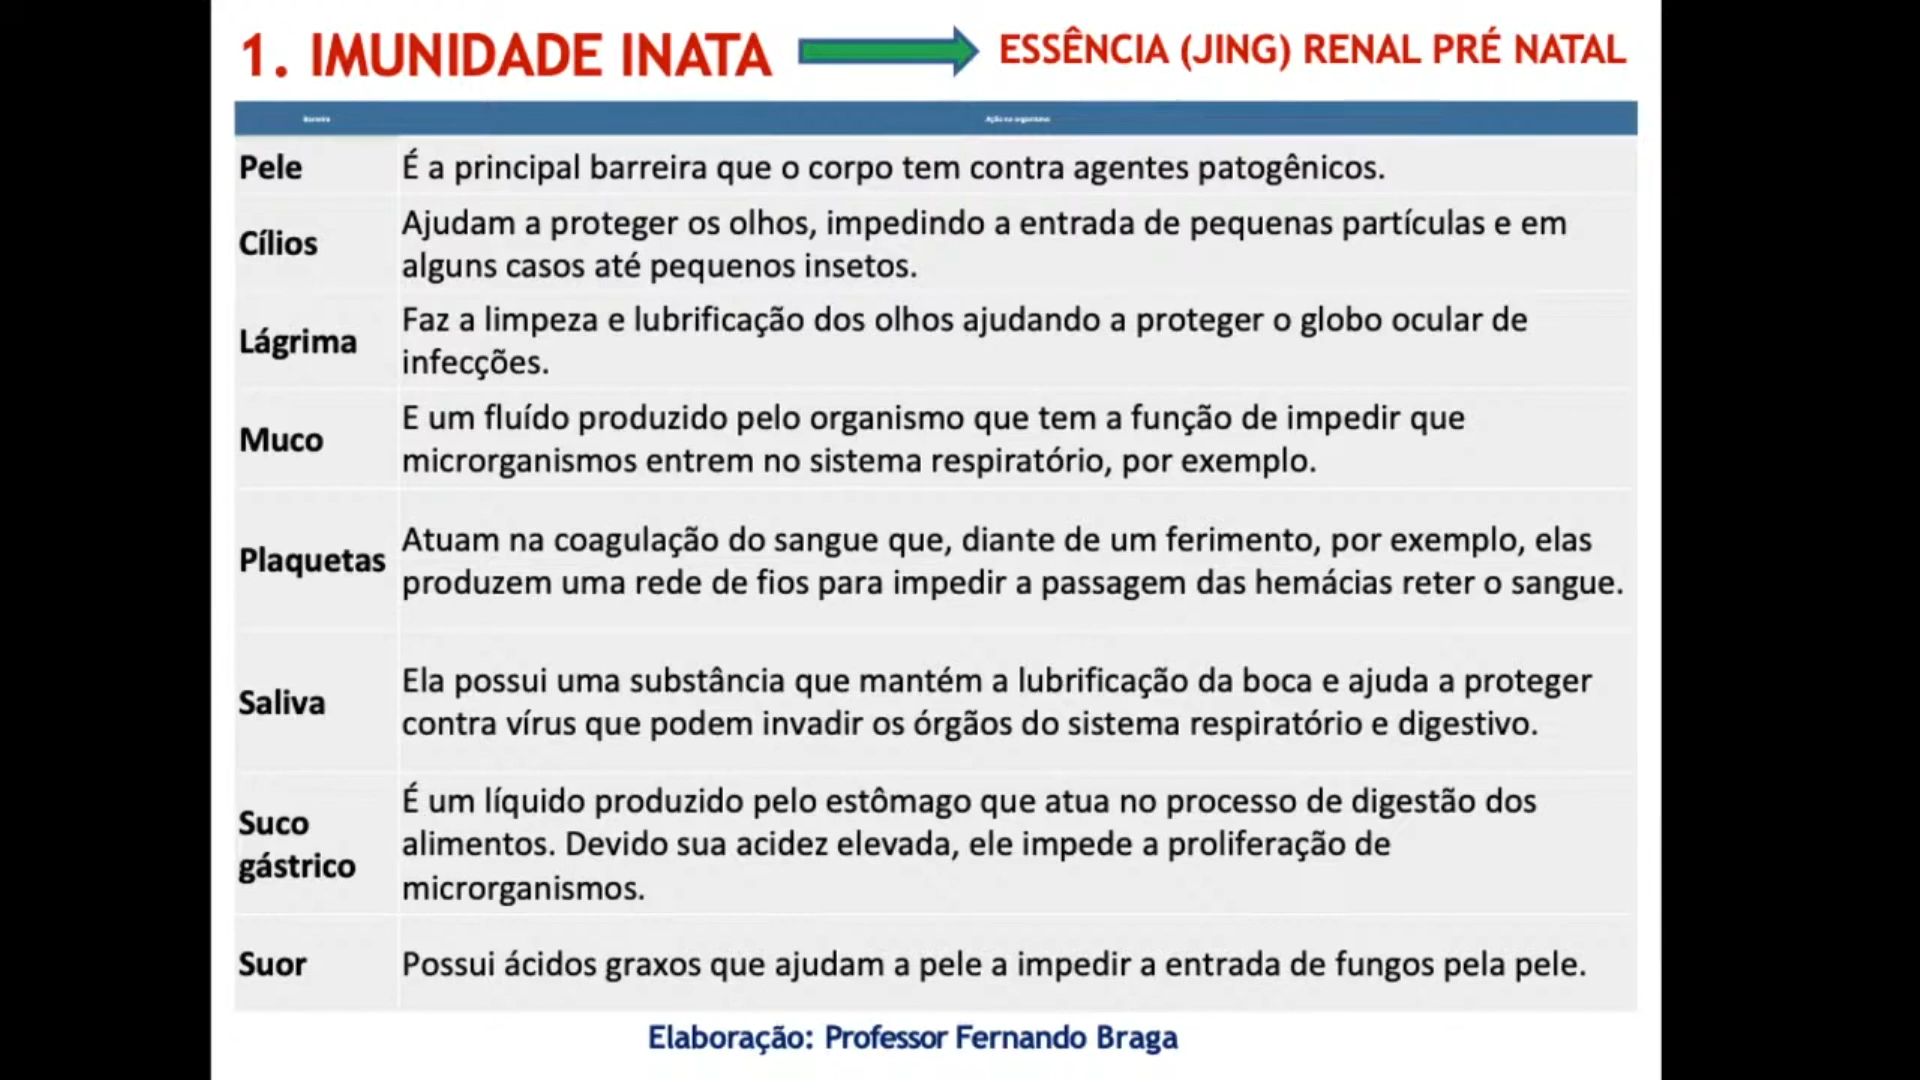 1. IMUNIDADE INATA
ESSÊNCIA (JING) RENAL PRÉ NATAL
Barreira
Ação no organismo
Pele
É a principal barreira que o corpo tem contra agentes patogênicos.
Cílios
Ajudam a proteger os olhos, impedindo a entrada de pequenas partículas e em
alguns casos até pequenos insetos.
Lágrima
Faz a limpeza e lubrificação dos olhos ajudando a proteger o globo ocular de
infecções.
Muco
E um fluído produzido pelo organismo que tem a função de impedir que
microrganismos entrem no sistema respiratório, por exemplo.
Plaquetas
Atuam na coagulação do sangue que, diante de um ferimento, por exemplo, elas
produzem uma rede de fios para impedir a passagem das hemácias reter o sangue.
Saliva
Ela possui uma substância que mantém a lubrificação da boca e ajuda a proteger
contra vírus que podem invadir os órgãos do sistema respiratório e digestivo.
Suco
gástrico
É um líquido produzido pelo estômago que atua no processo de digestão dos
alimentos. Devido sua acidez elevada, ele impede a proliferação de
microrganismos.
Suor
Possui ácidos graxos que ajudam a pele a impedir a entrada de fungos pela pele.
Elaboração: Professor Fernando Braga